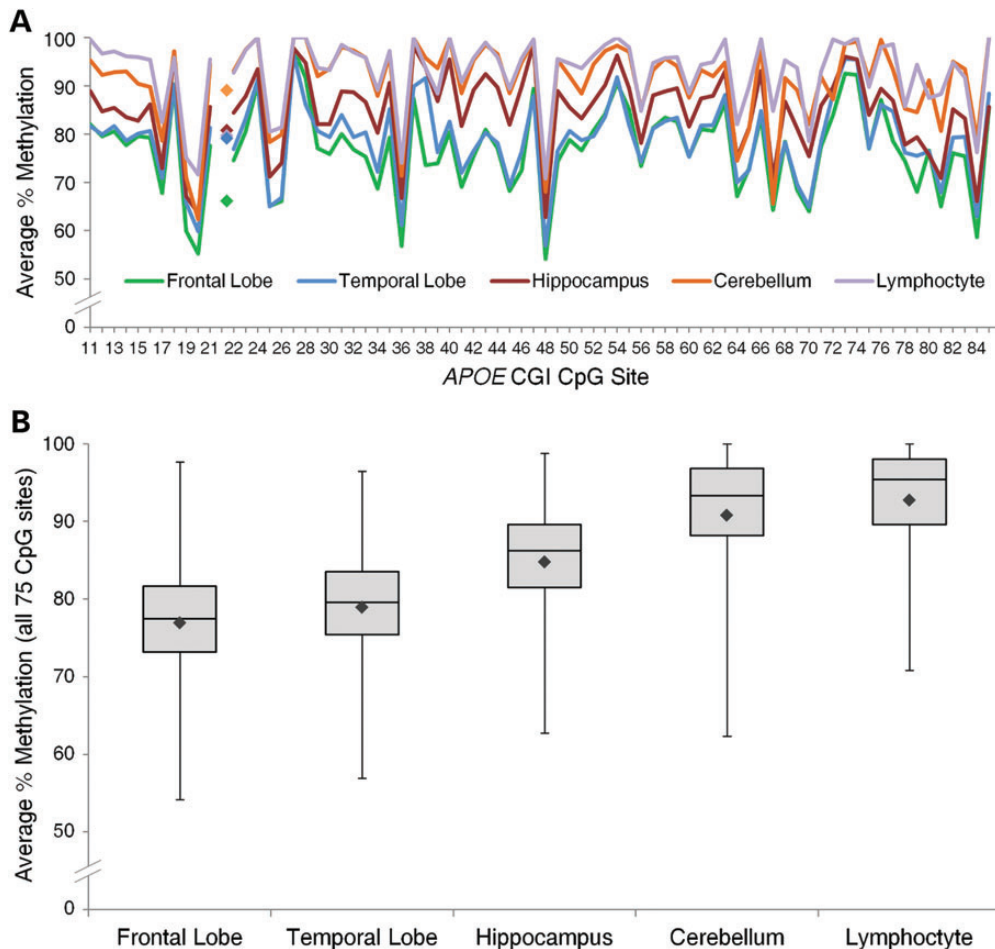 A
Average % Methylation
100
90
80
70
60
50
0
Frontal Lobe Temporal Lobe Hippocampus Cerebellum Lymphoctyte
11 13 15 17 19 21 22 24 26 28 30 32 34 36 38 40 42 44 46 48 50 52 54 56 58 60 62 64 66 68 70 72 74 76 78 80 82 84
APOE CGI CpG Site
B
Average % Methylation (all 75 CpG sites)
100
90
80
70
60
50
0
Frontal Lobe Temporal Lobe Hippocampus Cerebellum Lymphoctyte